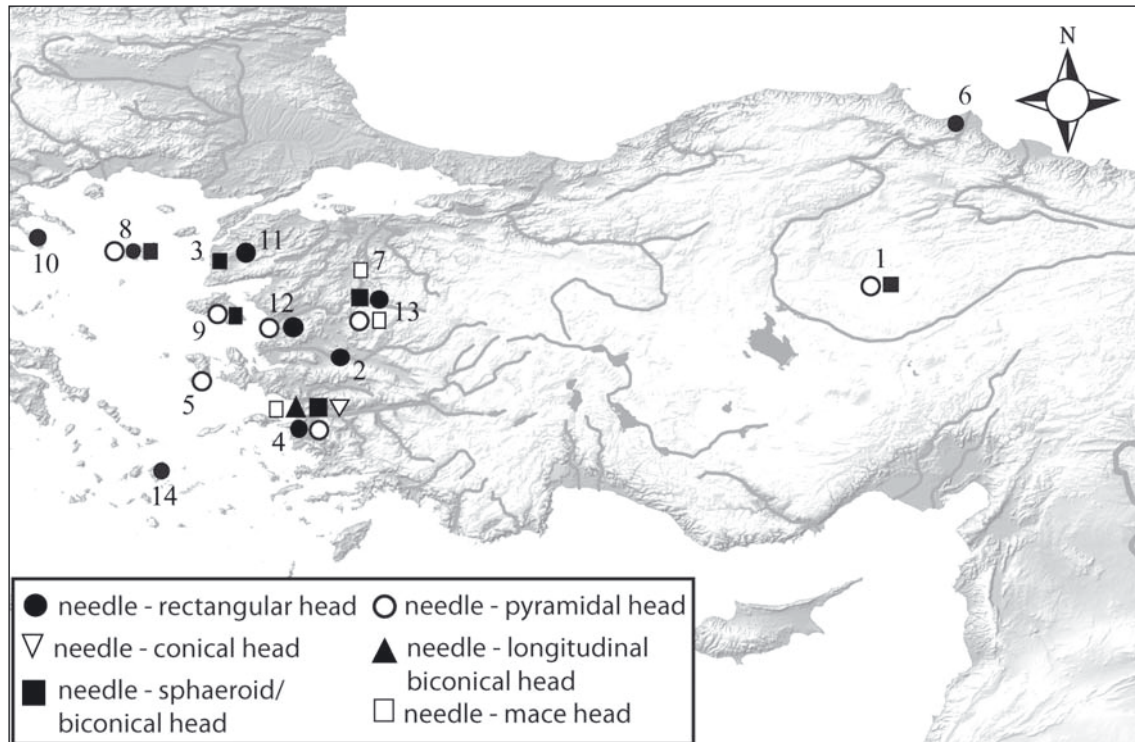 N
6
8
10
3
11
7
1
12
13
9
2
5
4
14
needle - rectangular head
needle - pyramidal head
needle - conical head
needle - longitudinal
biconical head
needle - sphaeroid/
biconical head
needle - mace head